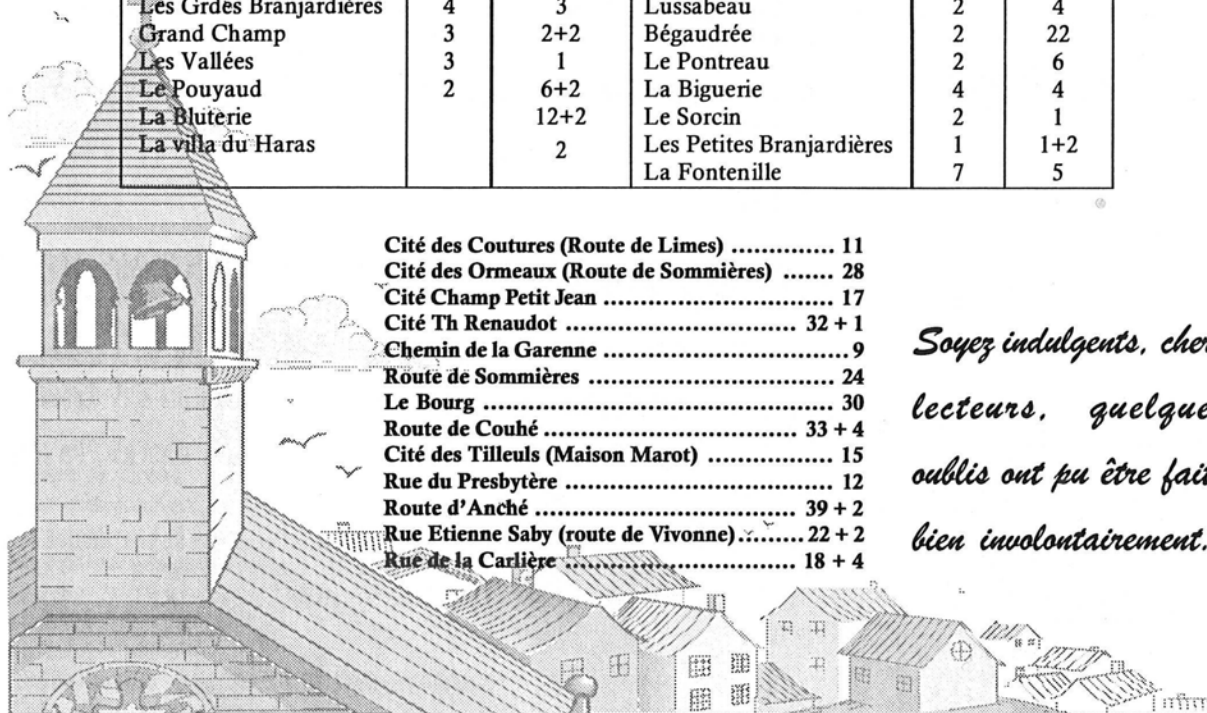 Les Grdes Branjardières 4 3 Lussabeau 2 4
Grand Champ 3 2+2 Bégaudrée 2 22
Les Vallées 3 1 Le Pontreau 2 6
Le Pouyaud 2 6+2 La Biguerie 4 4
La Bluterie 12+2 Le Sorcin 2 1
La villa du Haras 2 Les Petites Branjardières 1 1+2
La Fontenille 7 5
Cité des Coutures (Route de Limes) .............. 11
Cité des Ormeaux (Route de Sommières) ....... 28
Cité Champ Petit Jean ................................. 17
Cité Th Renaudot ................................. 32 + 1
Chemin de la Garenne ................................... 9
Route de Sommières ................................... 24
Le Bourg .................................................. 30
Route de Couhé .................................... 33 + 4
Cité des Tilleuls (Maison Marot) .................. 15
Rue du Presbytère ...................................... 12
Route d'Anché ...................................... 39 + 2
Rue Etienne Saby (route de Vivonne)......... 22 + 2
Rue de la Carlière ................................. 18 + 4
Soyez indulgents, cher
lecteurs, quelque
oublis ont pu être fait
bien involontairement.